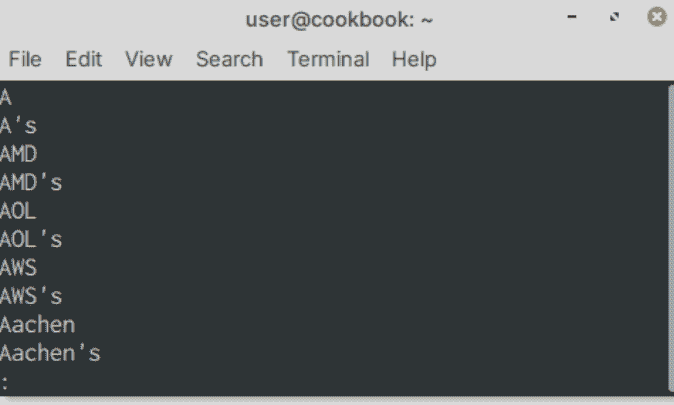 user@cookbook: ~
File Edit View Search Terminal Help
A
A's
AMD
AMD's
AOL
AOL's
AWS
AWS's
Aachen
Aachen's
: